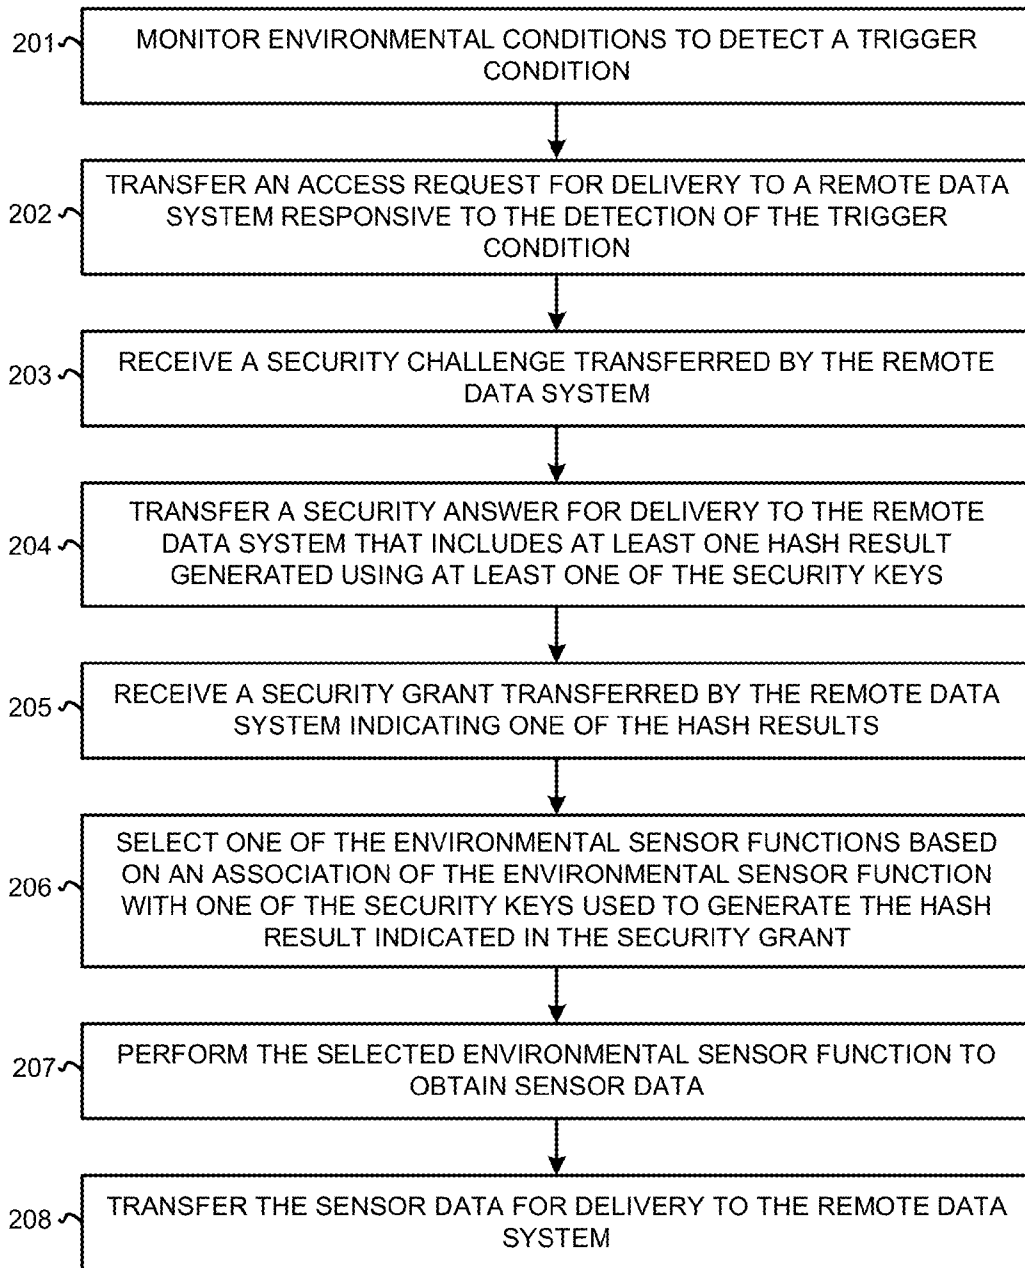 201
MONITOR ENVIRONMENTAL CONDITIONS TO DETECT A TRIGGER
CONDITION
202
TRANSFER AN ACCESS REQUEST FOR DELIVERY TO A REMOTE DATA
SYSTEM RESPONSIVE TO THE DETECTION OF THE TRIGGER
CONDITION
203
RECEIVE A SECURITY CHALLENGE TRANSFERRED BY THE REMOTE
DATA SYSTEM
204
TRANSFER A SECURITY ANSWER FOR DELIVERY TO THE REMOTE
DATA SYSTEM THAT INCLUDES AT LEAST ONE HASH RESULT
GENERATED USING AT LEAST ONE OF THE SECURITY KEYS
205
RECEIVE A SECURITY GRANT TRANSFERRED BY THE REMOTE DATA
SYSTEM INDICATING ONE OF THE HASH RESULTS
206
SELECT ONE OF THE ENVIRONMENTAL SENSOR FUNCTIONS BASED
ON AN ASSOCIATION OF THE ENVIRONMENTAL SENSOR FUNCTION
WITH ONE OF THE SECURITY KEYS USED TO GENERATE THE HASH
RESULT INDICATED IN THE SECURITY GRANT
207
PERFORM THE SELECTED ENVIRONMENTAL SENSOR FUNCTION TO
OBTAIN SENSOR DATA
208
TRANSFER THE SENSOR DATA FOR DELIVERY TO THE REMOTE DATA
SYSTEM